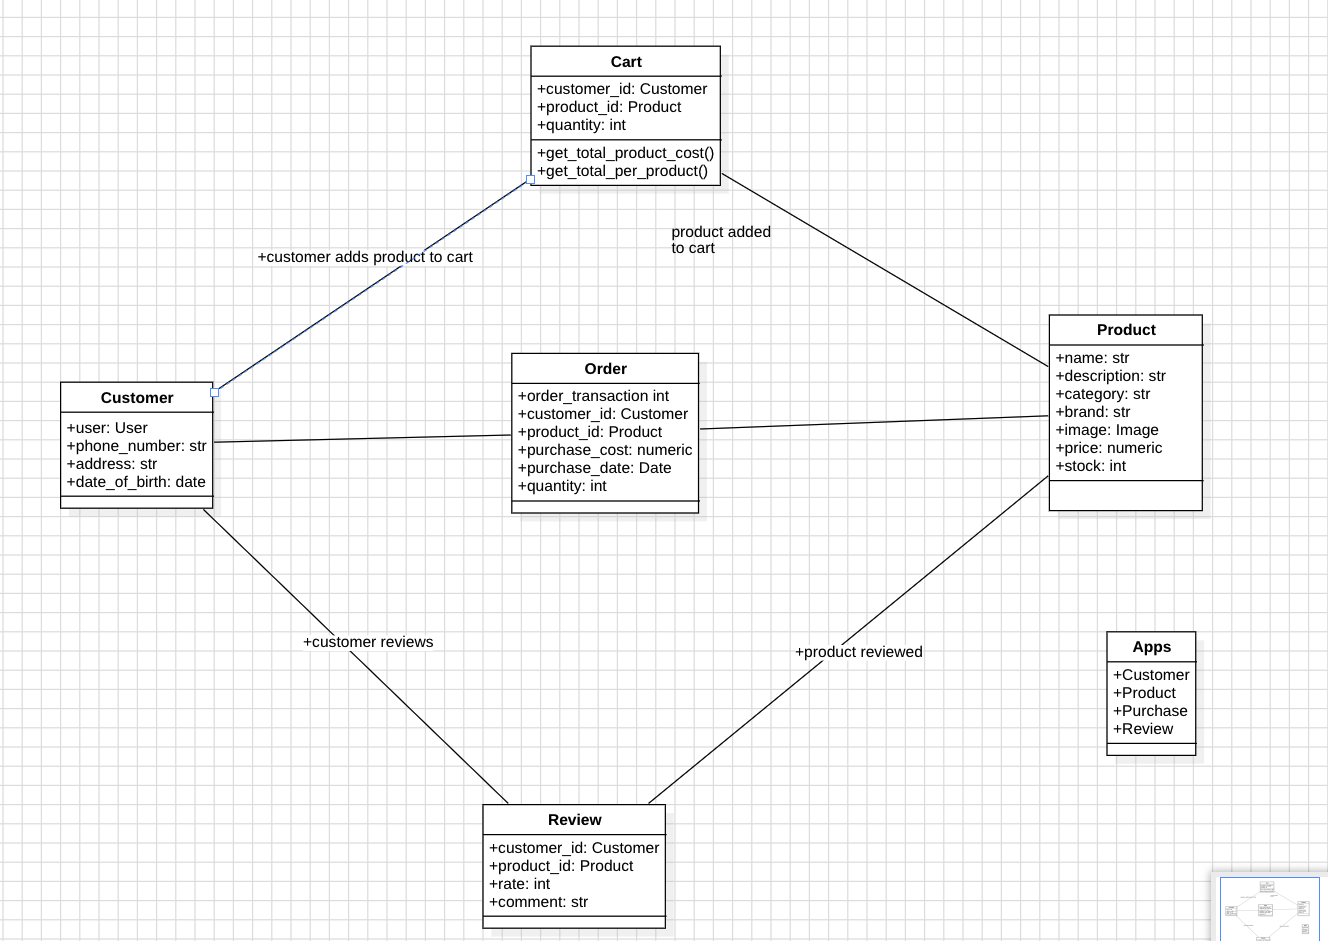 Cart
+customer_id: Customer
+product_id: Product
+quantity: int
+get_total_product_cost()
+get_total_per_product()
product added
to cart
+customer adds product to cart
Product
+name: str
+description: str
+category: str
+brand: str
+image: Image
+price: numeric
+stock: int
Order
+order_transaction int
+customer_id: Customer
+product_id: Product
+purchase_cost: numeric
+purchase_date: Date
+quantity: int
Customer
+user: User
+phone_number: str
+address: str
+date_of_birth: date
+customer reviews
+product reviewed
Apps
+Customer
+Product
+Purchase
+Review
Review
+customer_id: Customer
+product_id: Product
+rate: int
+comment: str